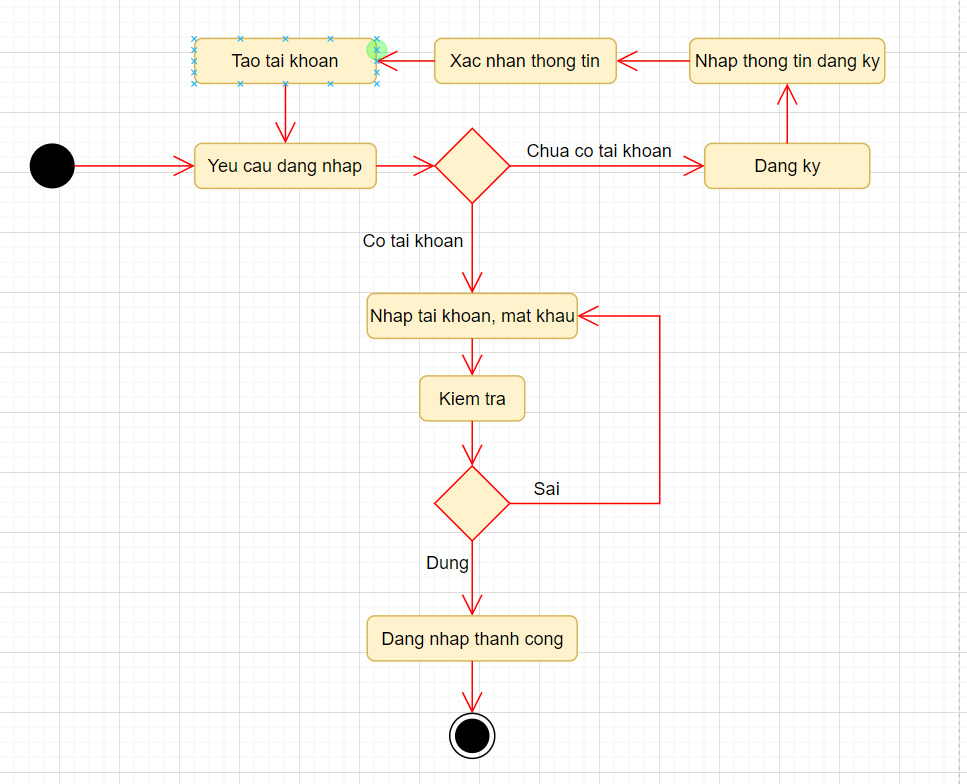 Tao tai khoan
Xac nhan thong tin
Nhap thong tin dang ky
Yeu cau dang nhap
Chua co tai khoan
Dang ky
Co tai khoan
Nhap tai khoan, mat khau
Kiem tra
Sai
Dung
Dang nhap thanh cong